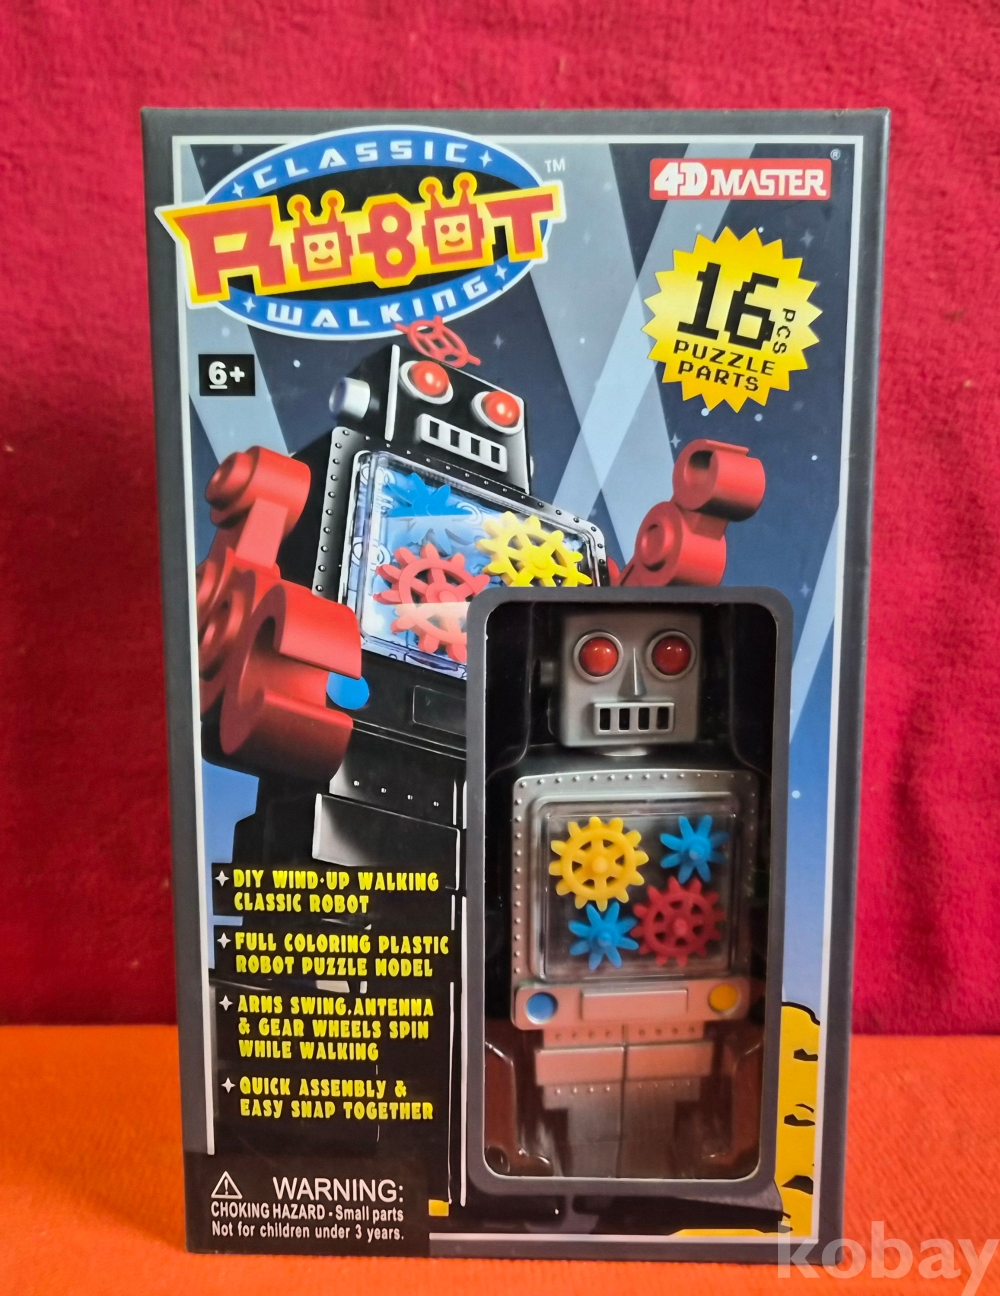 CLASSIC
ROBOT
WALKING
TM
4D MASTER
®
16 PCS
PUZZLE
PARTS
6+
DIY WIND-UP WALKING
CLASSIC ROBOT
FULL COLORING PLASTIC
ROBOT PUZZLE MODEL
ARMS SWING,ANTENNA
& GEAR WHEELS SPIN
WHILE WALKING
QUICK ASSEMBLY &
EASY SNAP TOGETHER
WARNING:
CHOKING HAZARD - Small parts
Not for children under 3 years.
kobay